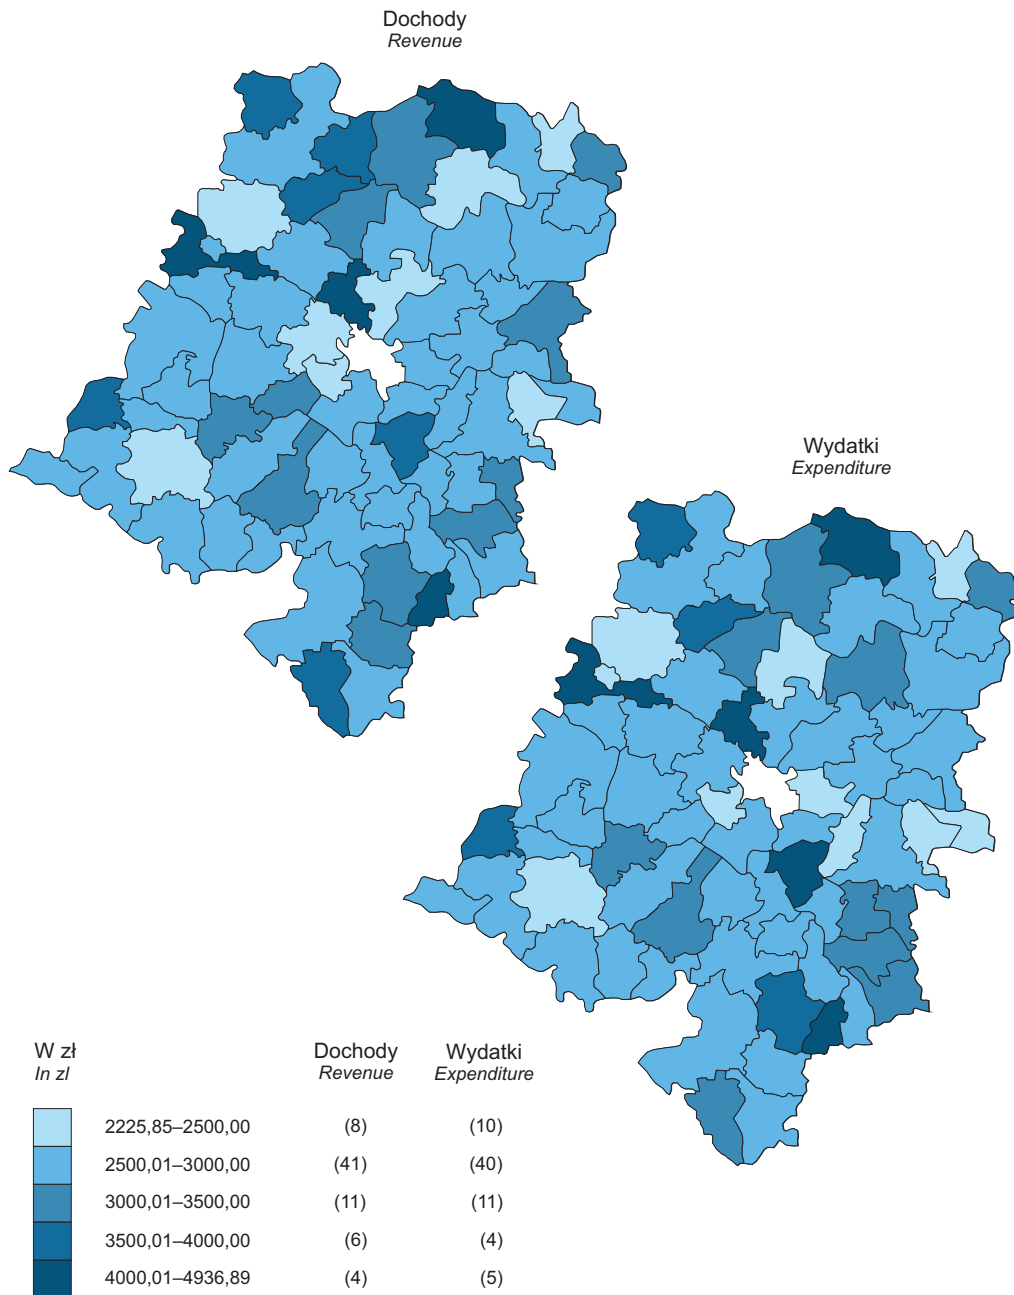 Dochody
Revenue
Wydatki
Expenditure
W zł
In zl
Dochody
Revenue
Wydatki
Expenditure
2225,85–2500,00 (8) (10)
2500,01–3000,00 (41) (40)
3000,01–3500,00 (11) (11)
3500,01–4000,00 (6) (4)
4000,01–4936,89 (4) (5)